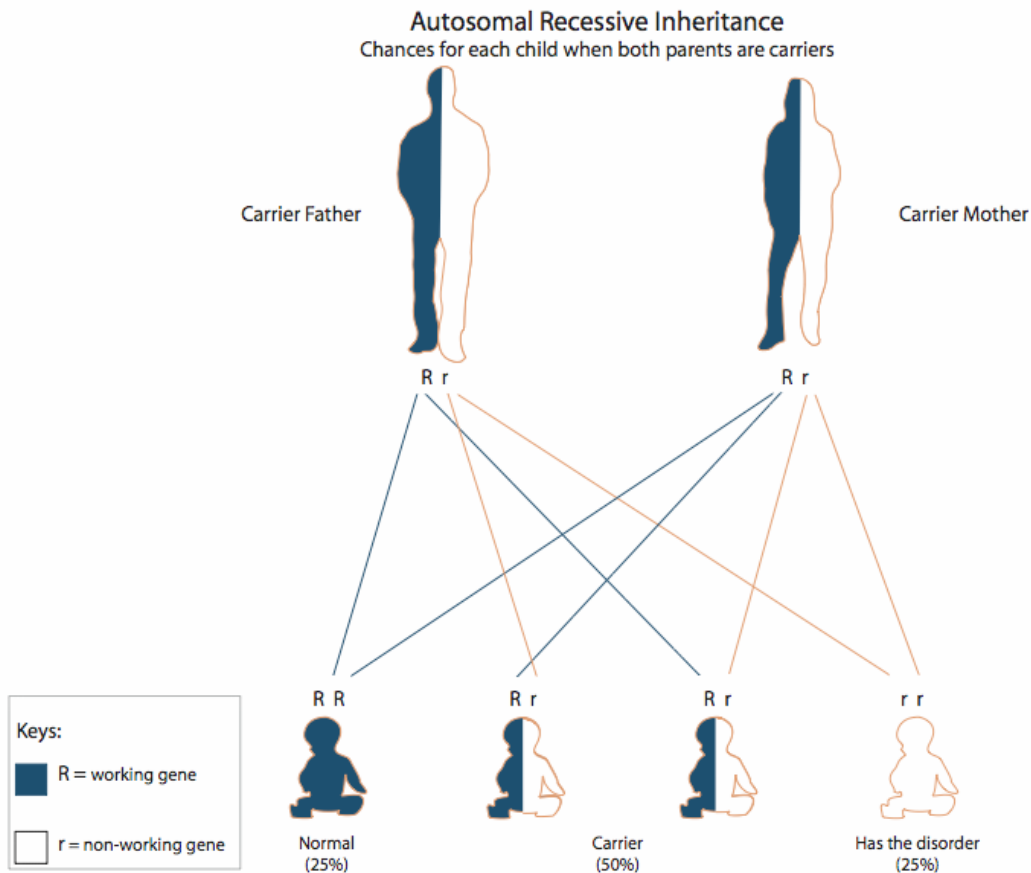 Autosomal Recessive Inheritance
Chances for each child when both parents are carriers
Carrier Father
Carrier Mother
R r
R r
R R
R r
R r
r r
Keys:
R = working gene
r = non-working gene
Normal
(25%)
Carrier
(50%)
Has the disorder
(25%)